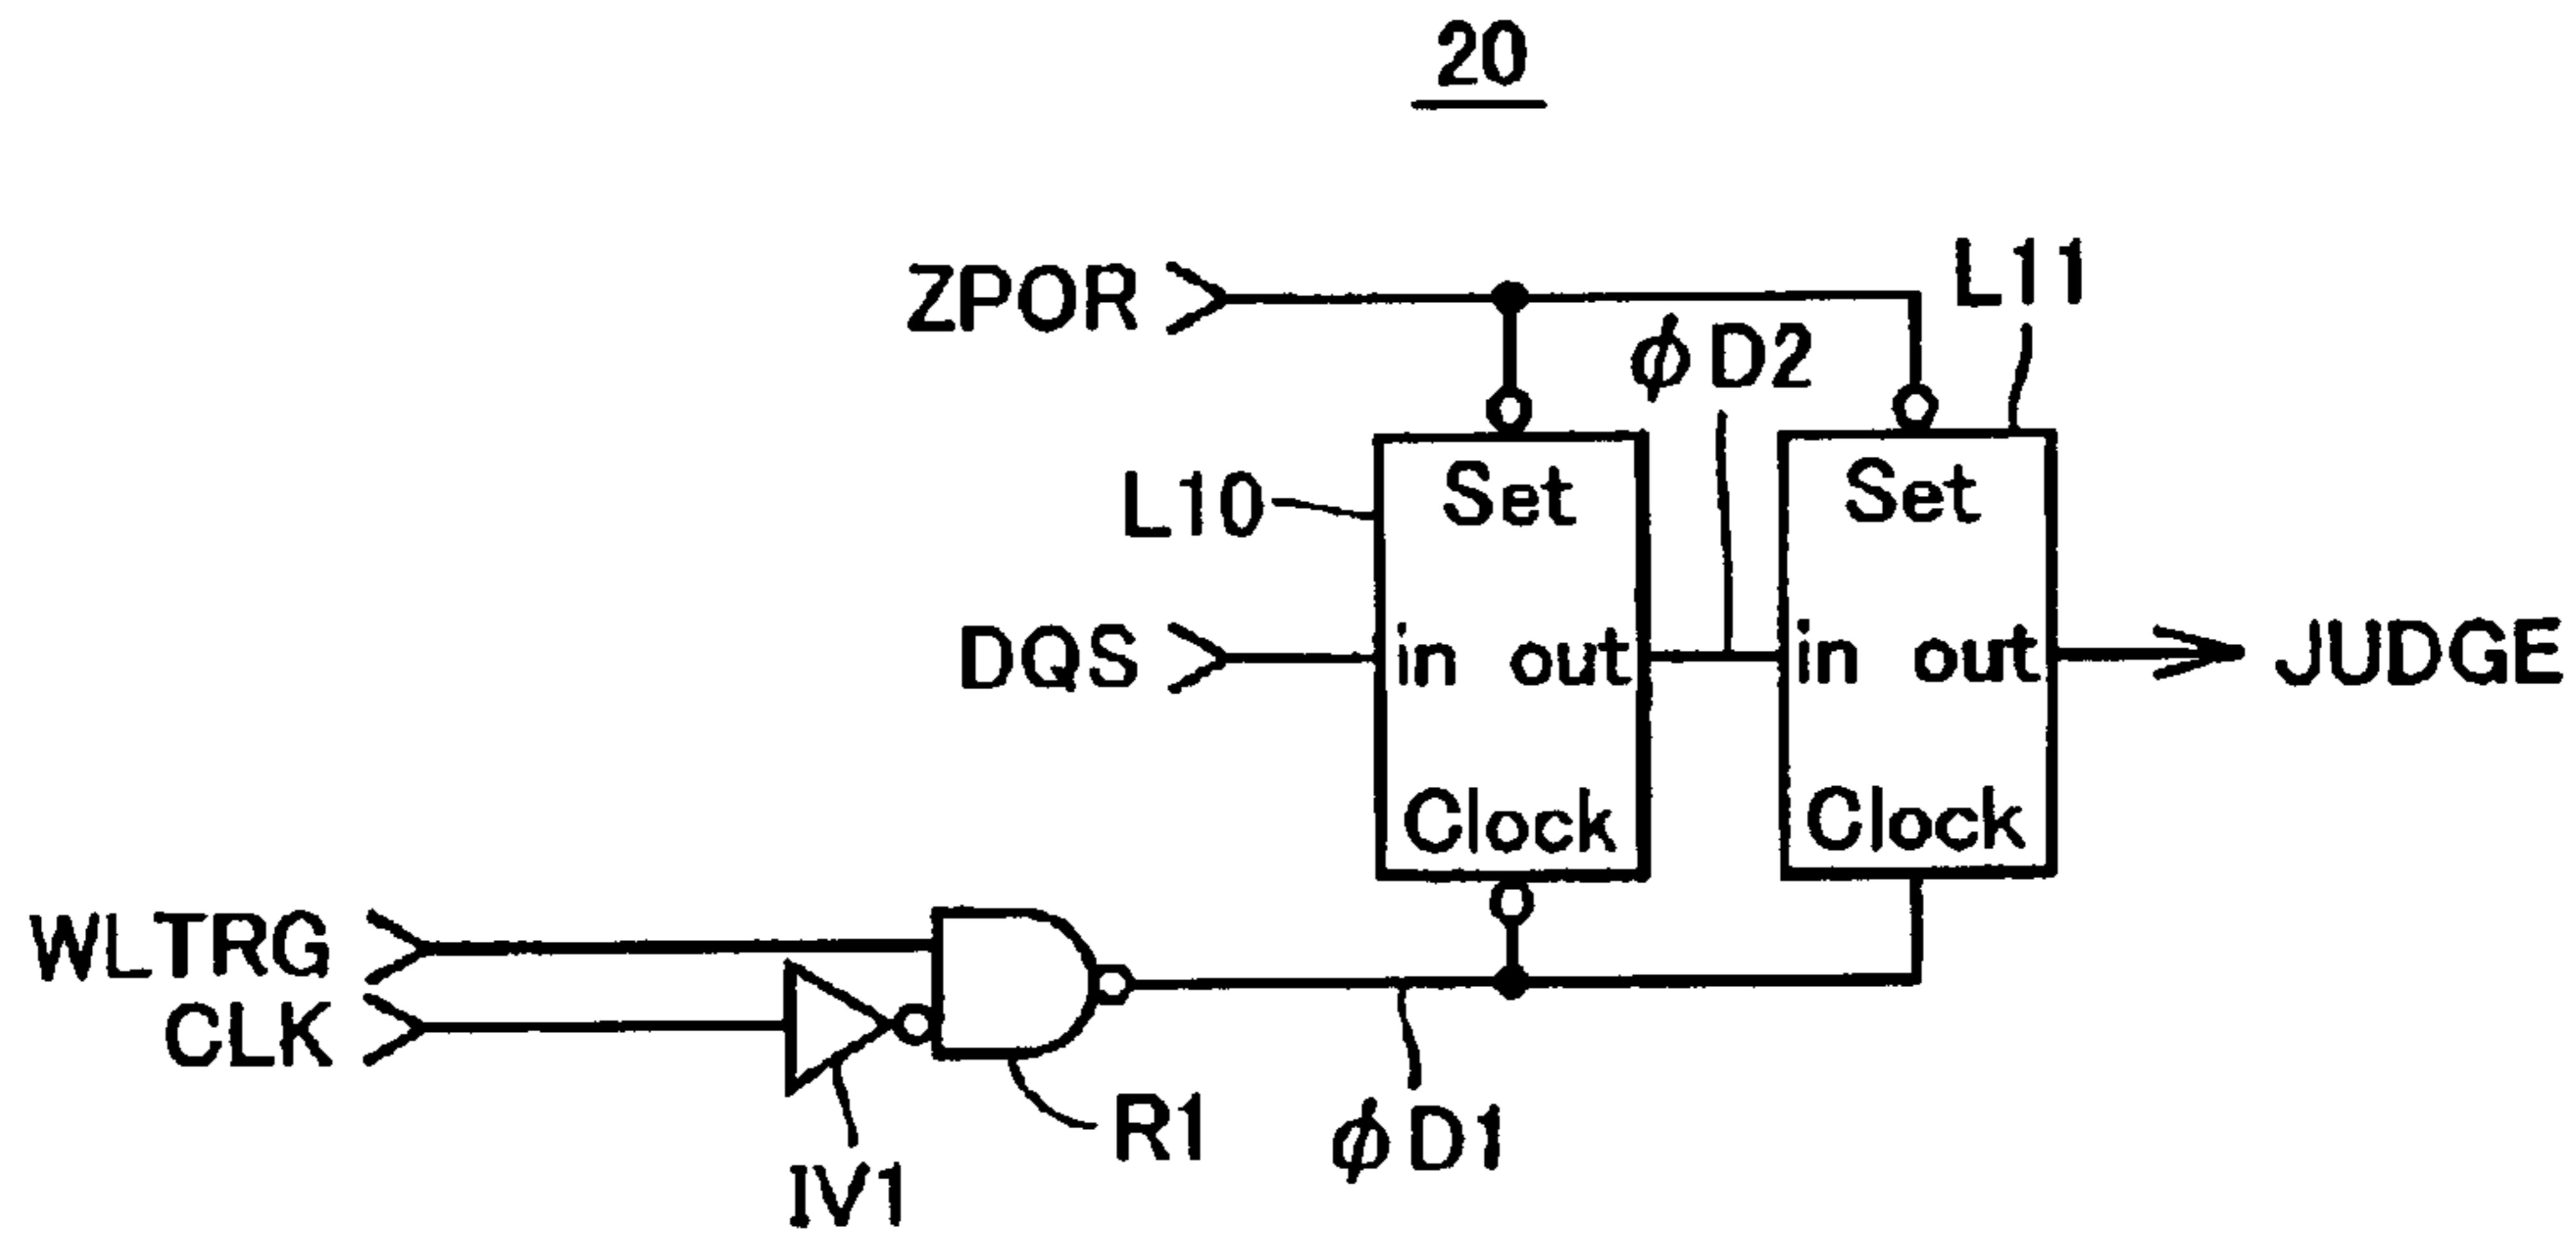 20
ZPOR
L11
φD2
L10
Set
Set
DQS
in out
in out
JUDGE
Clock
Clock
WLTRG
CLK
R1
φD1
IV1